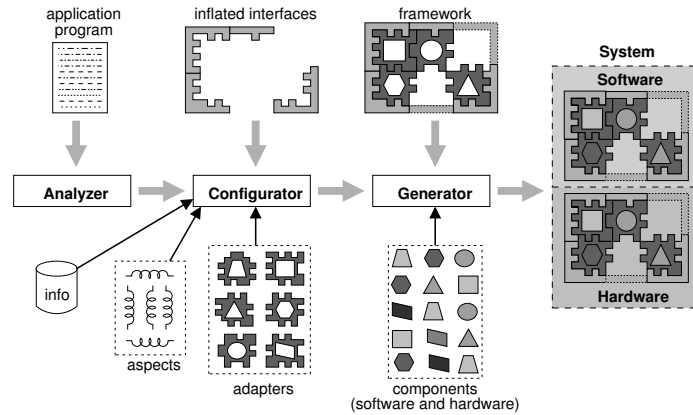 application
program
inflated interfaces
framework
System
Software
Analyzer
Configurator
Generator
info
aspects
adapters
components
(software and hardware)
Hardware